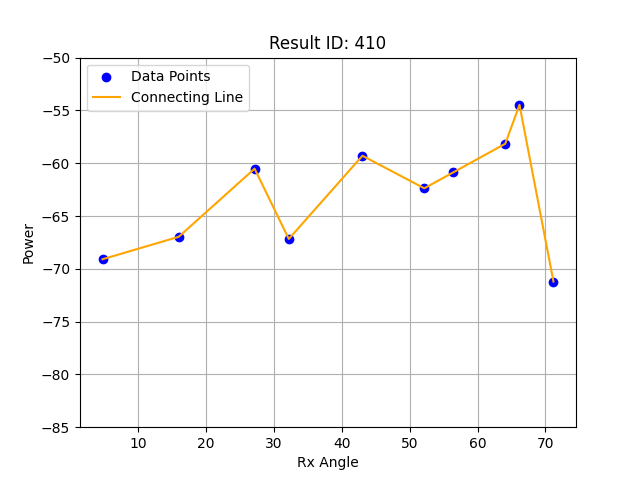 Result ID: 410
Data Points
Connecting Line
Power
−50
−55
−60
−65
−70
−75
−80
−85
10 20 30 40 50 60 70
Rx Angle